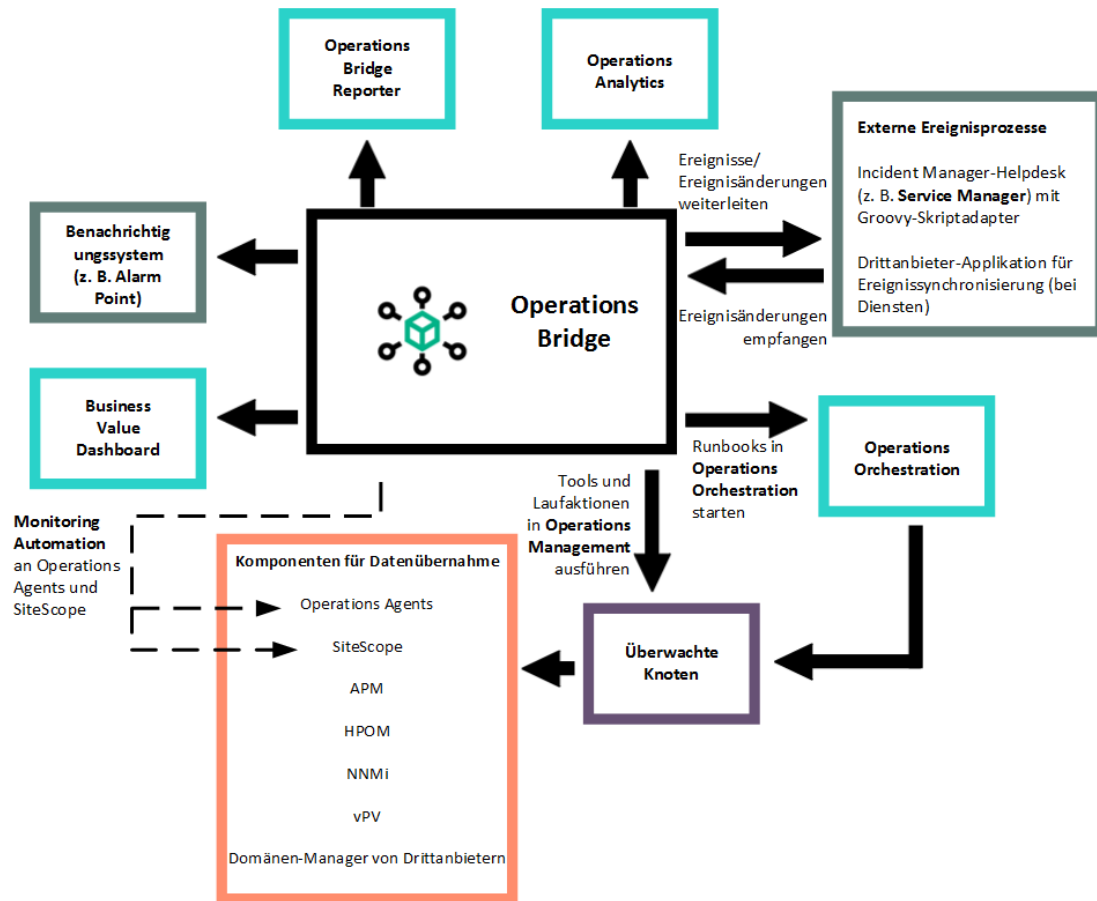 Operations
Bridge
Reporter
Operations
Analytics
Externe Ereignisprozesse
Incident Manager-Helpdesk
(z. B. Service Manager) mit
Groovy-Skriptadapter
Drittanbieter-Applikation für
Ereignissynchronisierung (bei
Diensten)
Ereignisse/
Ereignisänderungen
weiterleiten
Benachrichtig
ungssystem
(z. B. Alarm
Point)
Operations
Bridge
Ereignisänderungen
empfangen
Business
Value
Dashboard
Runbooks in
Operations
Orchestration
starten
Operations
Orchestration
Tools und
Laufaktionen
in Operations
Management
ausführen
Monitoring
Automation
an Operations
Agents und
SiteScope
Komponenten für Datenübernahme
Operations Agents
SiteScope
APM
HPOM
NNMi
vPV
Domänen-Manager von Drittanbietern
Überwachte
Knoten